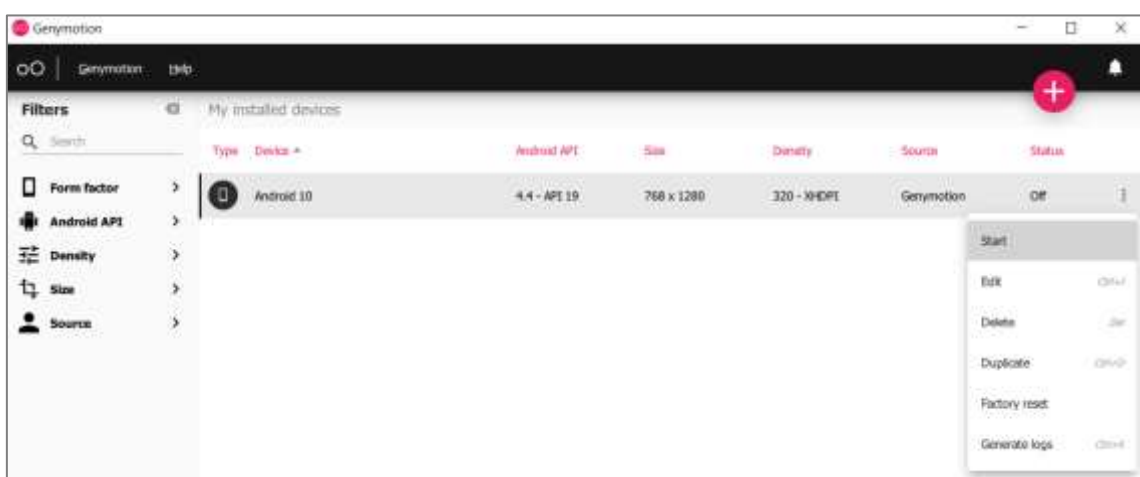 Genymotion
Genymotion Help
Filters
My installed devices
Search
Type Device Android API Size Density Source Status
Form factor
Android 10 4.4 - API 19 768 x 1280 320 - XHDPI Genymotion Off
Android API
Density
Size
Source
Start
Edit
Delete Del
Duplicate
Factory reset
Generate logs